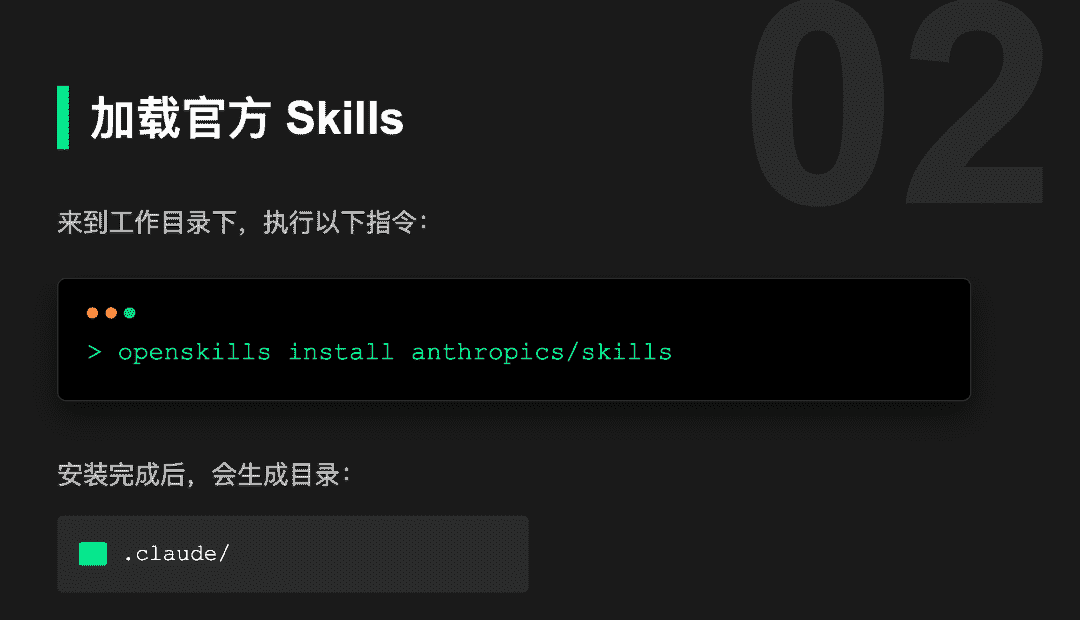 02
加载官方 Skills
来到工作目录下，执行以下指令：
> openskills install anthropics/skills
安装完成后，会生成目录：
.claude/